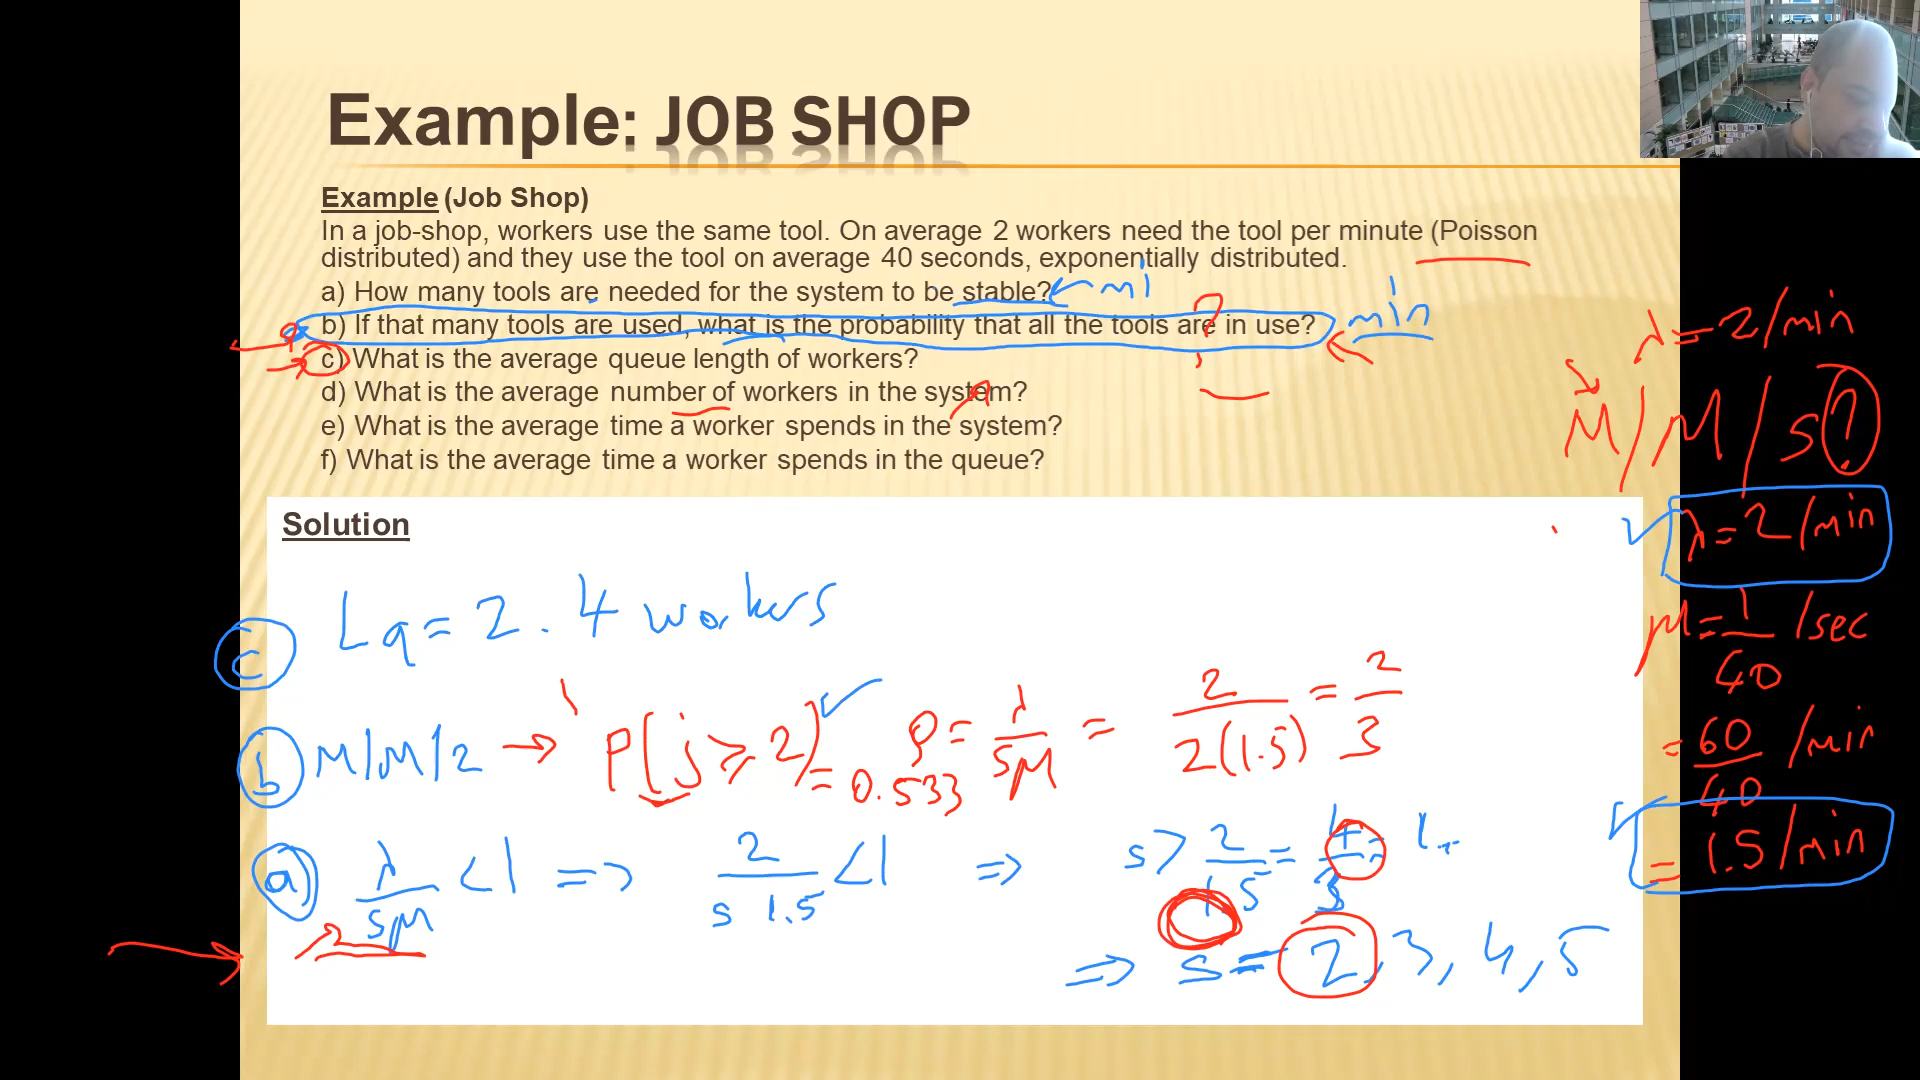 Example: JOB SHOP
Example (Job Shop)
In a job-shop, workers use the same tool. On average 2 workers need the tool per minute (Poisson
distributed) and they use the tool on average 40 seconds, exponentially distributed.
a) How many tools are needed for the system to be stable? mi
b) If that many tools are used, what is the probability that all the tools are in use? min
c) What is the average queue length of workers?
d) What is the average number of workers in the system?
e) What is the average time a worker spends in the system?
f) What is the average time a worker spends in the queue?
λ = 2/min
M/M/s?
λ = 2/min
μ = 1/40 /sec
= 60/40 /min
= 1.5/min
Solution
c Lq = 2.4 workers
b M/M/2 → P(j ≥ 2) = 0.533 ρ = λ/sμ = 2/2(1.5) = 2/3
a λ/sμ < 1 ⇒ 2/s 1.5 < 1 ⇒ s > 2/1.5 = 4/3 = 1.
⇒ s = 2, 3, 4, 5